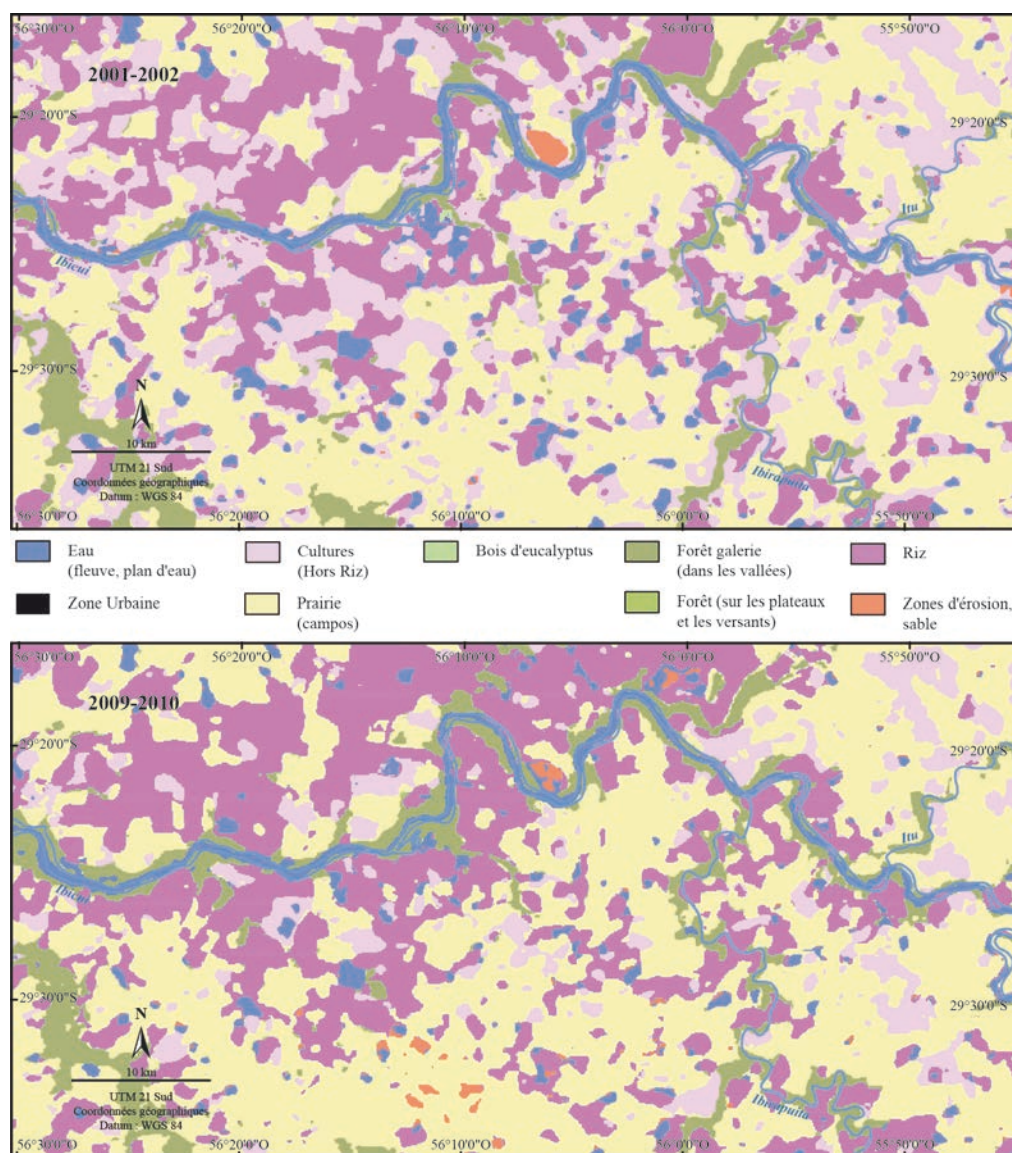 56°30'0"O 56°20'0"O 56°10'0"O 56°0'0"O 55°50'0"O
2001-2002
29°20'0"S 29°20'0"S
Itu
Ibicui
29°30'0"S 29°30'0"S
N
10 km
UTM 21 Sud
Coordonnées géographiques
Datum : WGS 84
Ibirapuita
56°30'0"O 56°20'0"O 56°10'0"O 56°0'0"O 55°50'0"O
Eau
(fleuve, plan d'eau)
Cultures
(Hors Riz)
Bois d'eucalyptus
Forêt galerie
(dans les vallées)
Riz
Zone Urbaine
Prairie
(campos)
Forêt (sur les plateaux
et les versants)
Zones d'érosion,
sable
56°30'0"O 56°20'0"O 56°10'0"O 56°0'0"O 55°50'0"O
2009-2010
29°20'0"S 29°20'0"S
Itu
Ibicui
29°30'0"S 29°30'0"S
N
10 km
UTM 21 Sud
Coordonnées géographiques
Datum : WGS 84
Ibirapuita
56°30'0"O 56°20'0"O 56°10'0"O 56°0'0"O 55°50'0"O